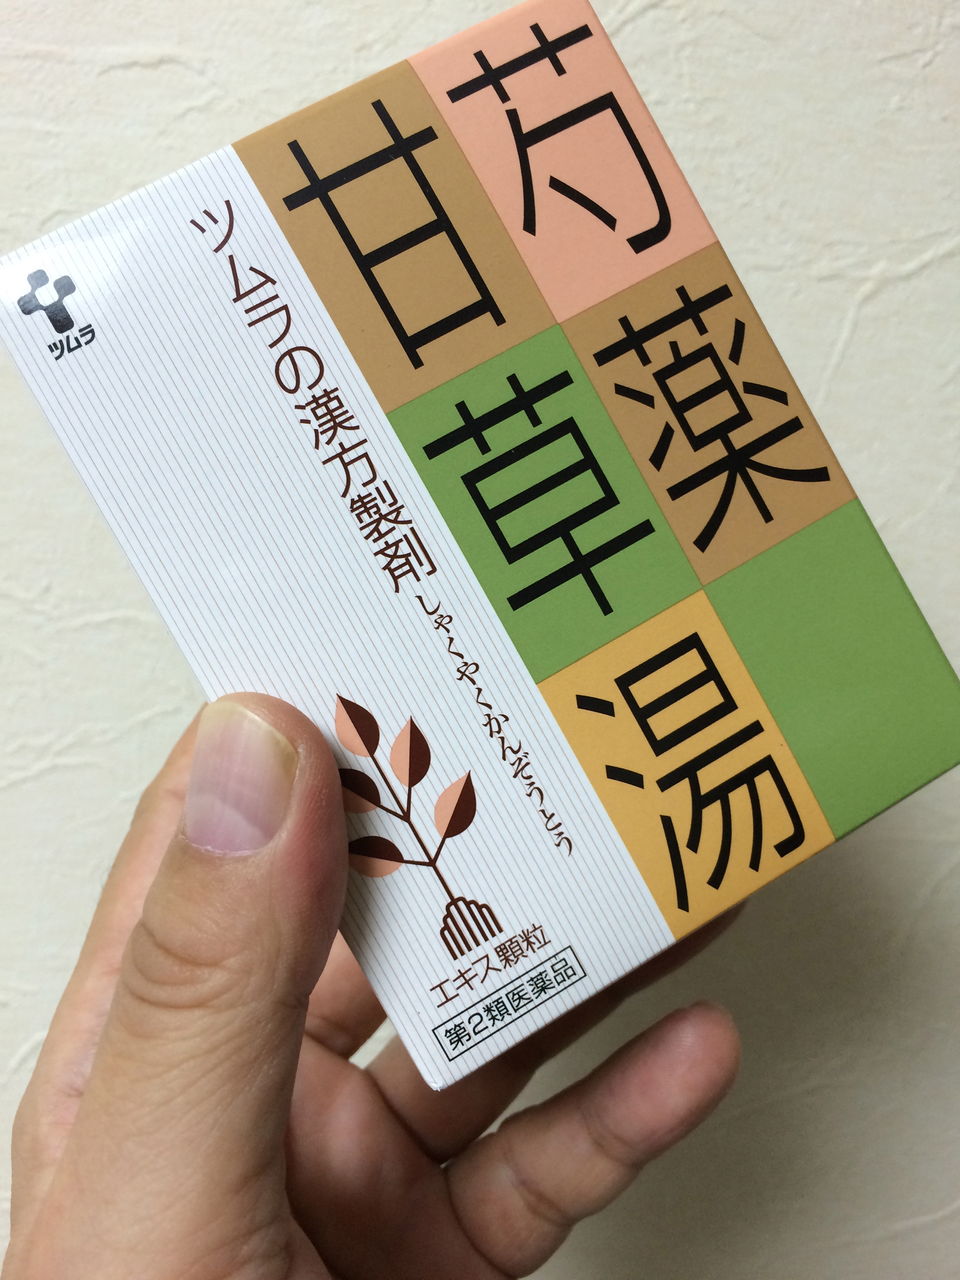 芍薬
甘草湯
ツムラの漢方製剤
しゃくやくかんぞうとう
ツムラ
エキス顆粒
第2類医薬品